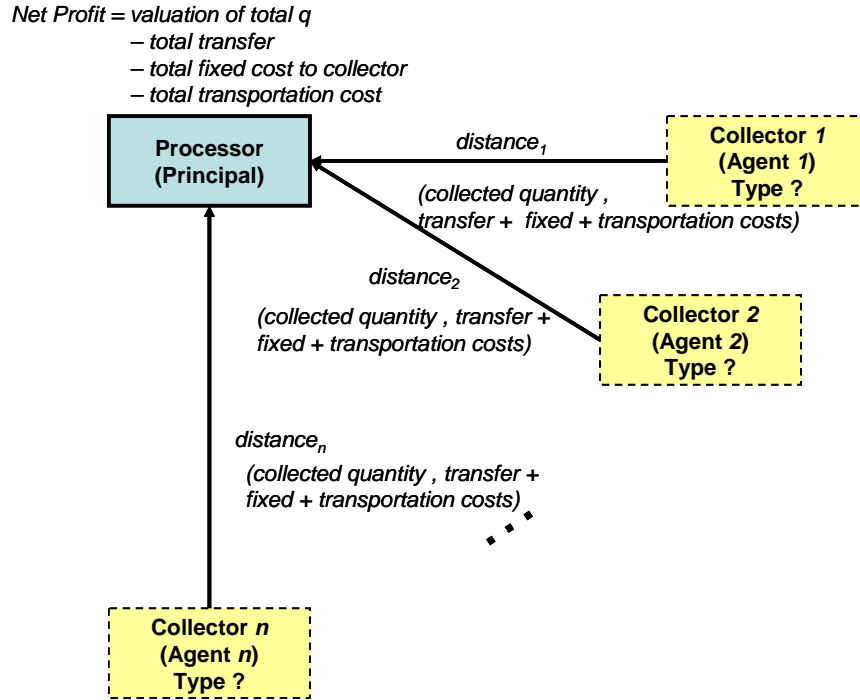 Net Profit = valuation of total q
– total transfer
– total fixed cost to collector
– total transportation cost
Processor
(Principal)
distance1
Collector 1
(Agent 1)
Type ?
(collected quantity ,
transfer + fixed + transportation costs)
distance2
(collected quantity , transfer +
fixed + transportation costs)
Collector 2
(Agent 2)
Type ?
distancen
(collected quantity , transfer +
fixed + transportation costs)
Collector n
(Agent n)
Type ?